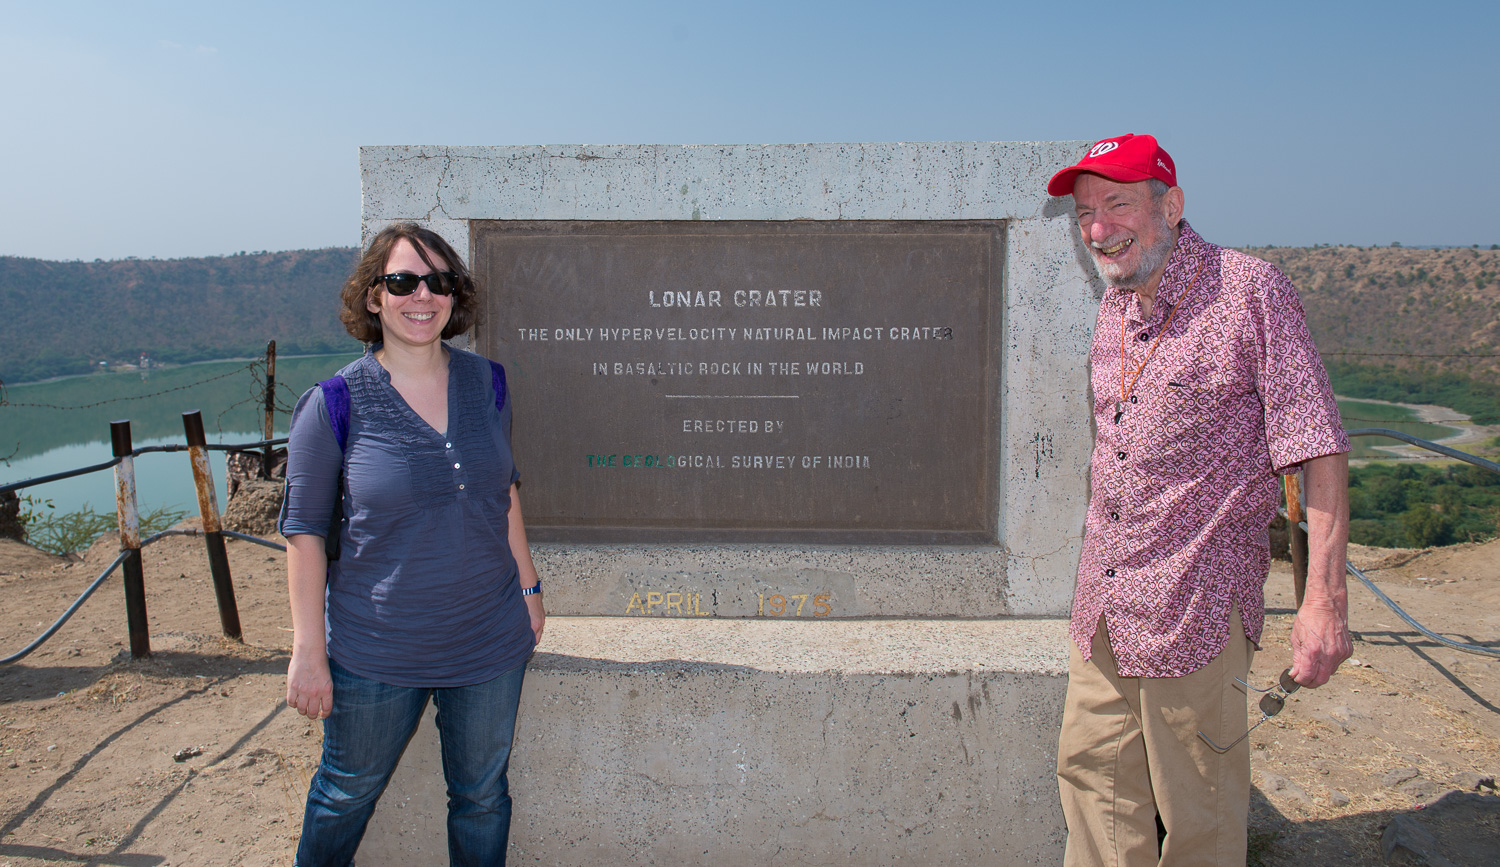 LONAR CRATER
THE ONLY HYPERVELOCITY NATURAL IMPACT CRATER
IN BASALTIC ROCK IN THE WORLD
ERECTED BY
THE GEOLOGICAL SURVEY OF INDIA
APRIL 1975